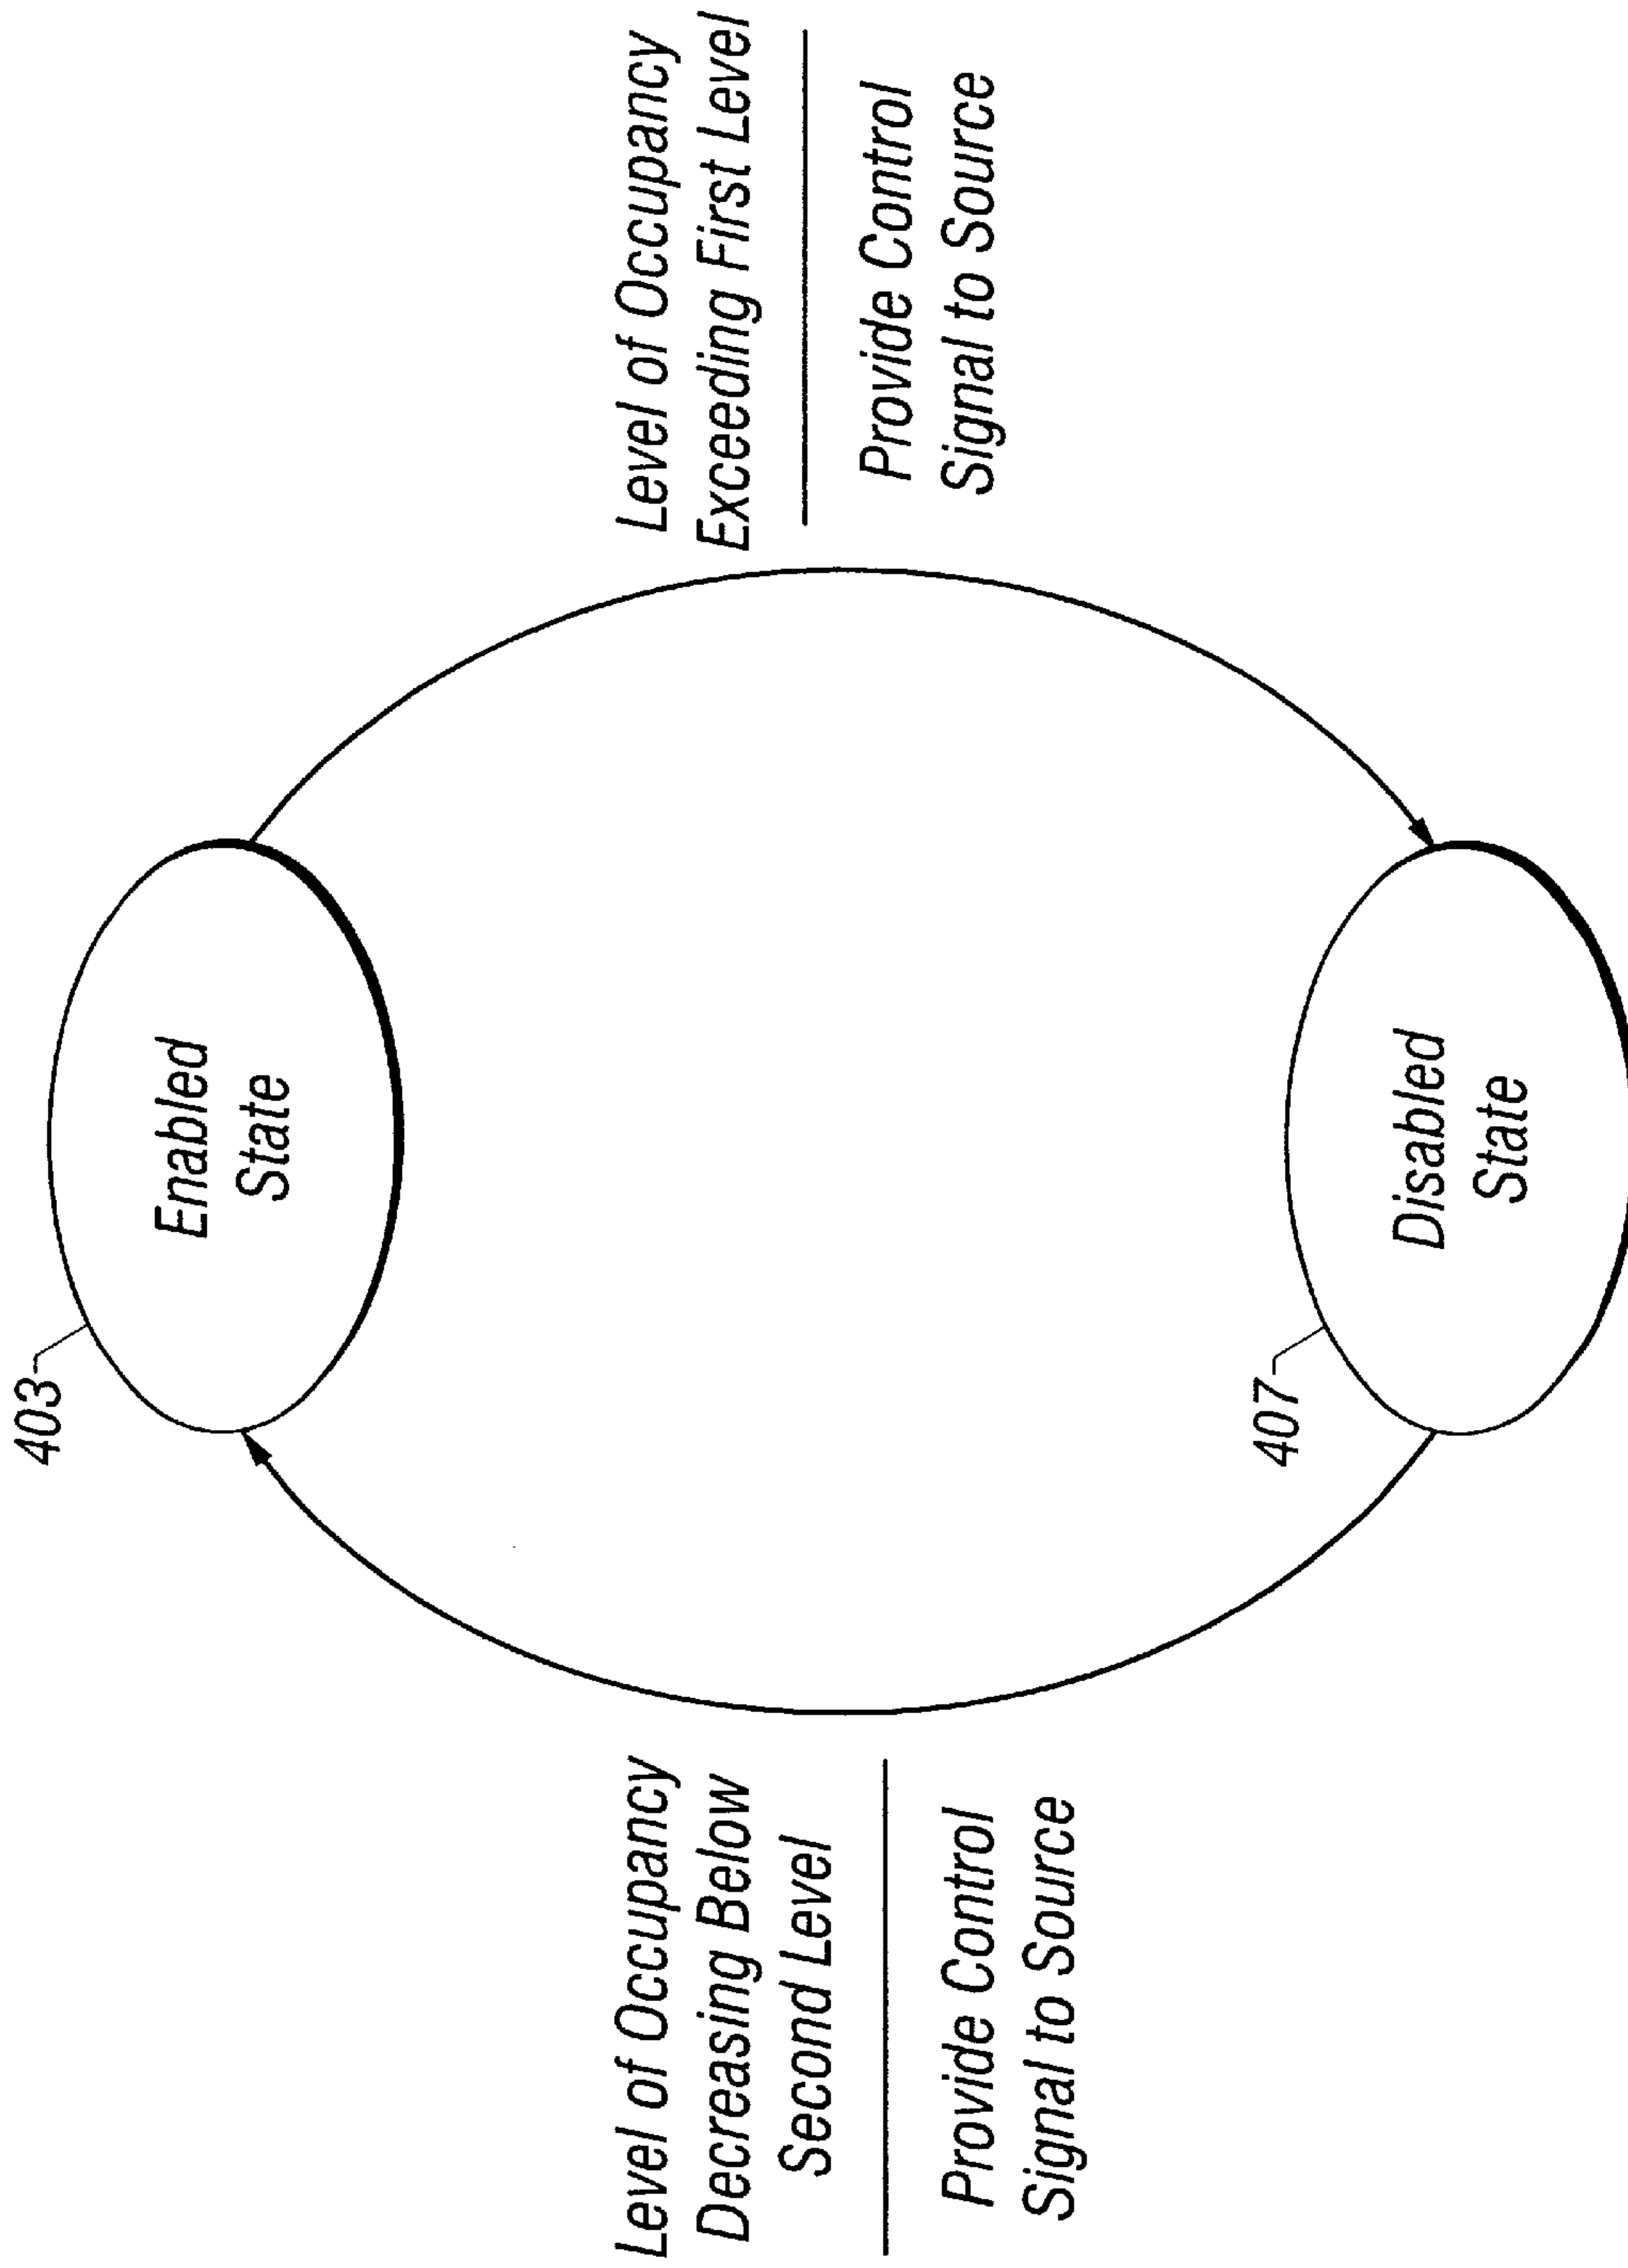 403
Enabled
State
Level of Occupancy
Decreasing Below
Second Level
Provide Control
Signal to Source
Level of Occupancy
Exceeding First Level
Provide Control
Signal to Source
407
Disabled
State